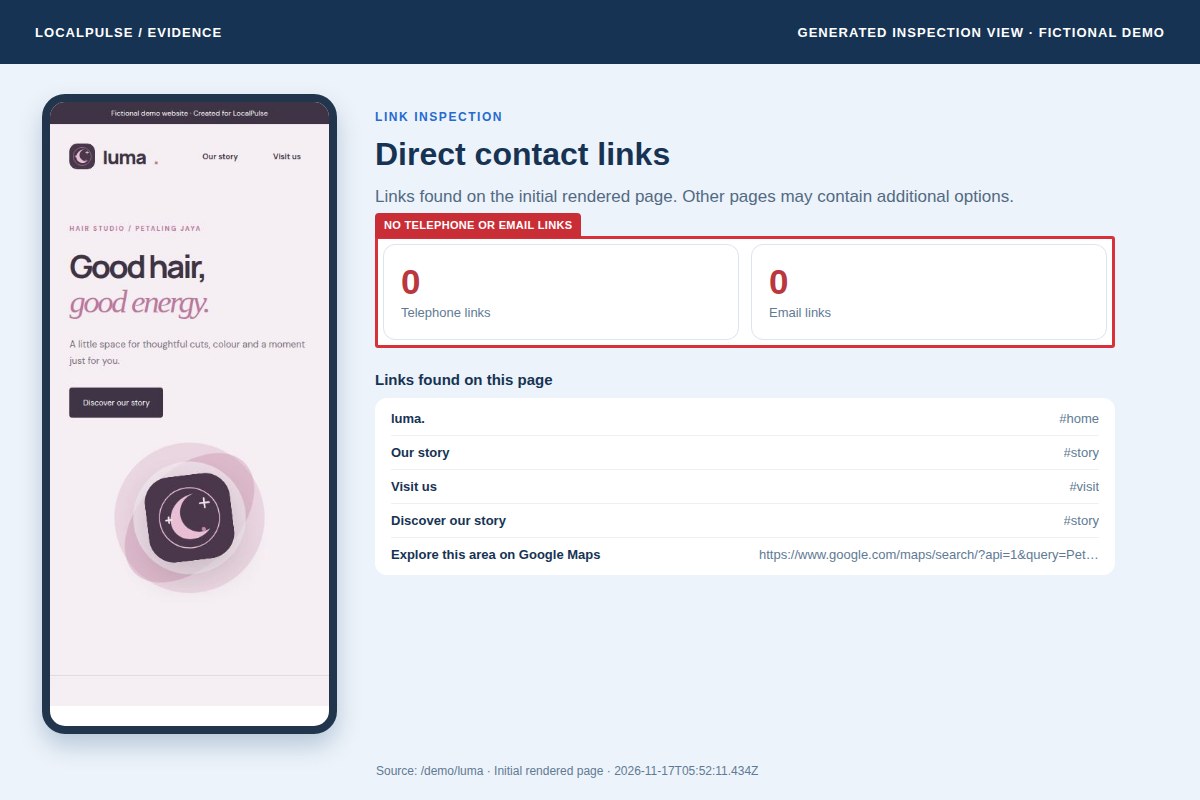 LOCALPULSE / EVIDENCE
GENERATED INSPECTION VIEW · FICTIONAL DEMO
Fictional demo website · Created for LocalPulse
luma .
Our story
Visit us
HAIR STUDIO / PETALING JAYA
Good hair,
good energy.
A little space for thoughtful cuts, colour and a moment
just for you.
Discover our story
LINK INSPECTION
Direct contact links
Links found on the initial rendered page. Other pages may contain additional options.
NO TELEPHONE OR EMAIL LINKS
0
Telephone links
0
Email links
Links found on this page
luma. #home
Our story #story
Visit us #visit
Discover our story #story
Explore this area on Google Maps https://www.google.com/maps/search/?api=1&query=Pet…
Source: /demo/luma · Initial rendered page · 2026-11-17T05:52:11.434Z